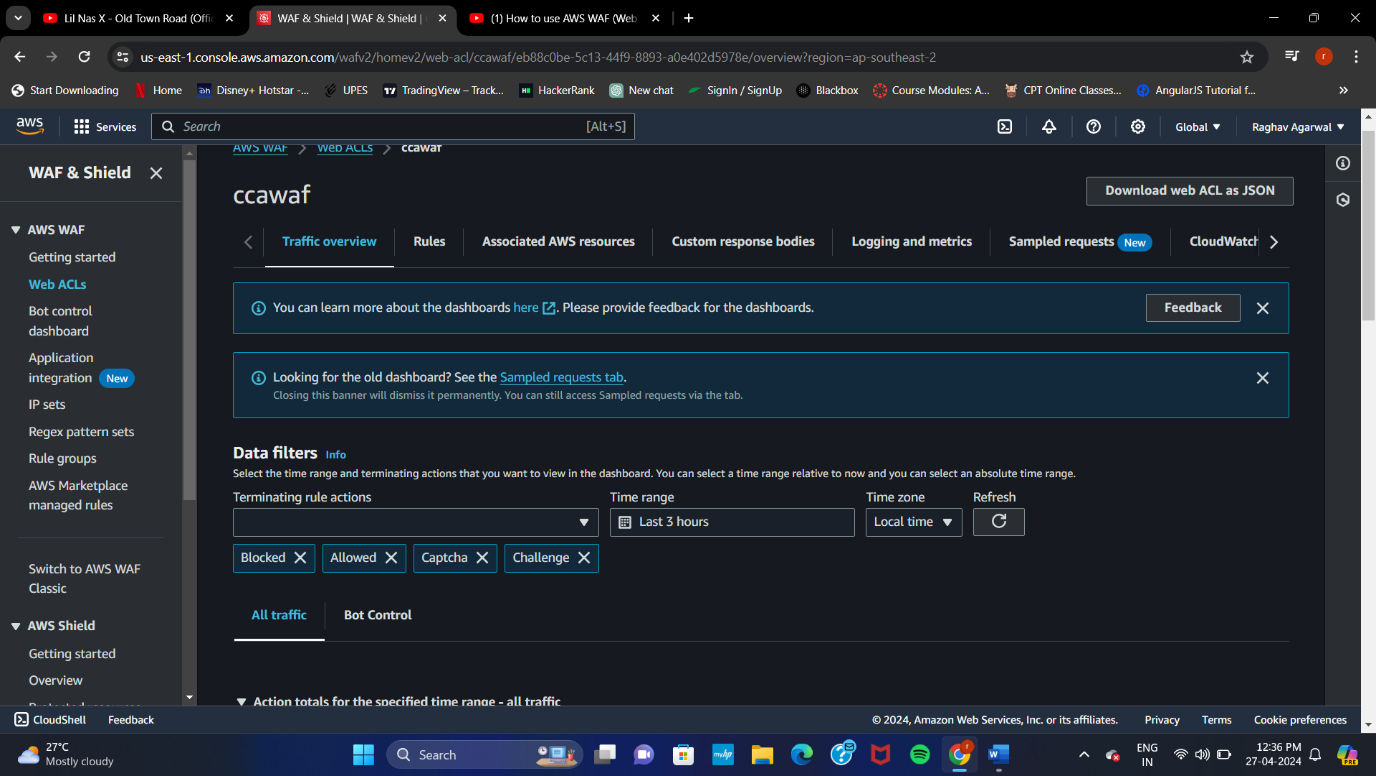 Lil Nas X - Old Town Road (Offic
WAF & Shield | WAF & Shield |
(1) How to use AWS WAF (Web
us-east-1.console.aws.amazon.com/wafv2/homev2/web-acl/ccawaf/eb88c0be-5c13-44f9-8893-a0e402d5978e/overview?region=ap-southeast-2
r
Start Downloading
Home
Disney+ Hotstar -...
UPES
TradingView – Track...
HackerRank
New chat
SignIn / SignUp
Blackbox
Course Modules: A...
CPT Online Classes...
AngularJS Tutorial f...
aws
Services
Search
[Alt+S]
Global
Raghav Agarwal
WAF & Shield
AWS WAF
Getting started
Web ACLs
Bot control
dashboard
Application
integration New
IP sets
Regex pattern sets
Rule groups
AWS Marketplace
managed rules
Switch to AWS WAF
Classic
AWS Shield
Getting started
Overview
Protected resources
AWS WAF > Web ACLs > ccawaf
ccawaf
Download web ACL as JSON
Traffic overview
Rules
Associated AWS resources
Custom response bodies
Logging and metrics
Sampled requests New
CloudWatch
You can learn more about the dashboards here. Please provide feedback for the dashboards.
Feedback
Looking for the old dashboard? See the Sampled requests tab.
Closing this banner will dismiss it permanently. You can still access Sampled requests via the tab.
Data filters Info
Select the time range and terminating actions that you want to view in the dashboard. You can select a time range relative to now and you can select an absolute time range.
Terminating rule actions
Time range
Time zone
Refresh
Last 3 hours
Local time
Blocked
Allowed
Captcha
Challenge
All traffic
Bot Control
Action totals for the specified time range - all traffic
CloudShell
Feedback
© 2024, Amazon Web Services, Inc. or its affiliates.
Privacy
Terms
Cookie preferences
27°C
Mostly cloudy
Search
ENG
IN
12:36 PM
27-04-2024